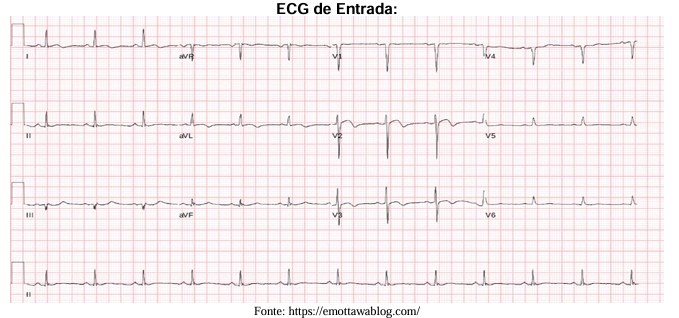 ECG de Entrada:
I aVR V1 V4
II aVL V2 V5
III aVF V3 V6
II
Fonte: https://emottawablog.com/